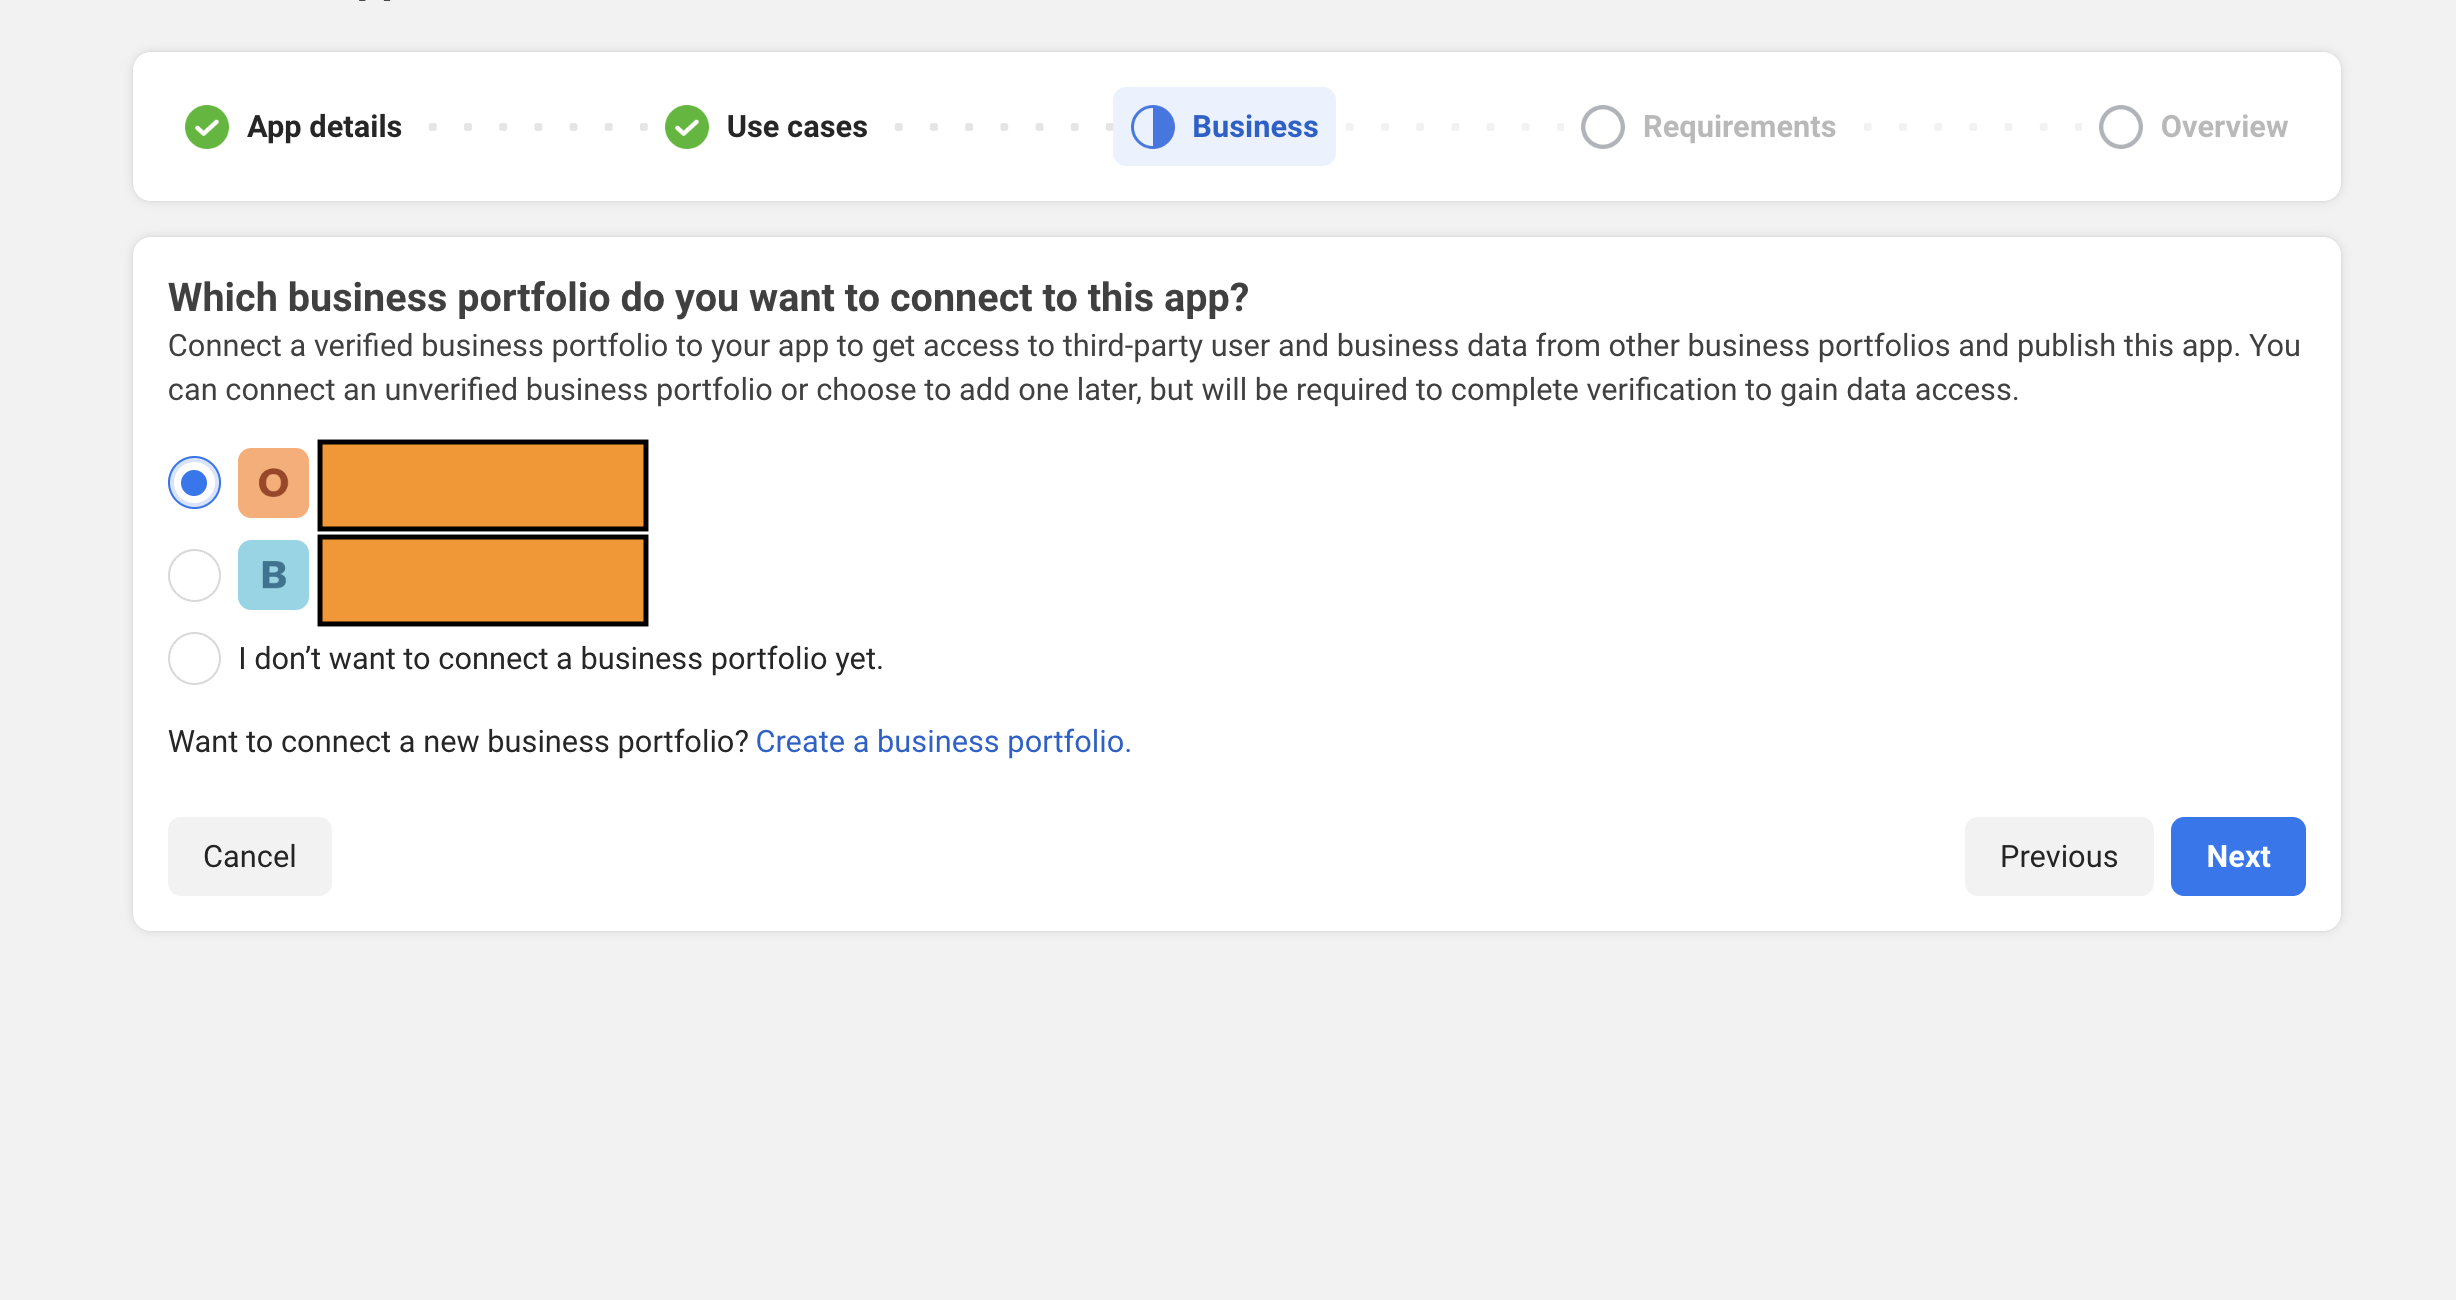 App details
Use cases
Business
Requirements
Overview
Which business portfolio do you want to connect to this app?
Connect a verified business portfolio to your app to get access to third-party user and business data from other business portfolios and publish this app. You
can connect an unverified business portfolio or choose to add one later, but will be required to complete verification to gain data access.
O
B
I don’t want to connect a business portfolio yet.
Want to connect a new business portfolio? Create a business portfolio.
Cancel
Previous
Next